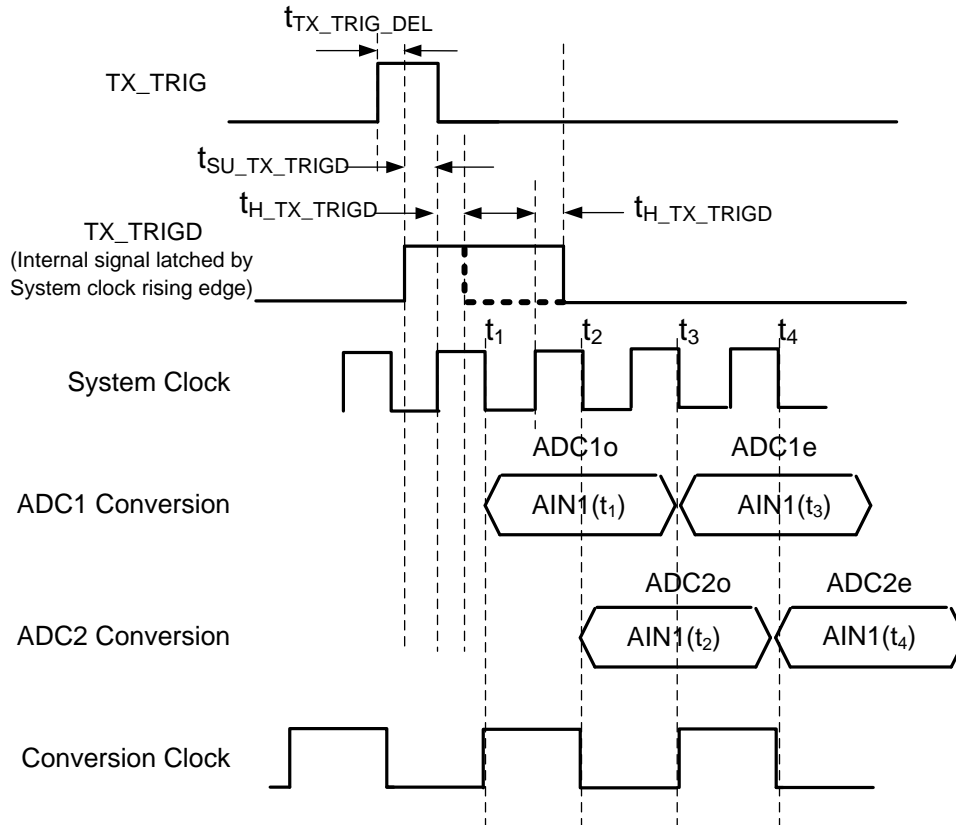 tTX_TRIG_DEL
TX_TRIG
tSU_TX_TRIGD
tH_TX_TRIGD
tH_TX_TRIGD
TX_TRIGD
(Internal signal latched by
System clock rising edge)
t1 t2 t3 t4
System Clock
ADC1o ADC1e
ADC1 Conversion
AIN1(t1) AIN1(t3)
ADC2o ADC2e
ADC2 Conversion
AIN1(t2) AIN1(t4)
Conversion Clock